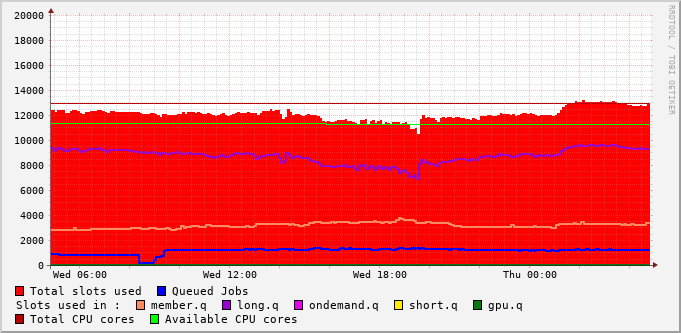 20000
18000
16000
14000
12000
10000
8000
6000
4000
2000
0
Wed 06:00 Wed 12:00 Wed 18:00 Thu 00:00
RRDTOOL / TOBI OETIKER
Total slots used Queued Jobs
Slots used in : member.q long.q ondemand.q short.q gpu.q
Total CPU cores Available CPU cores